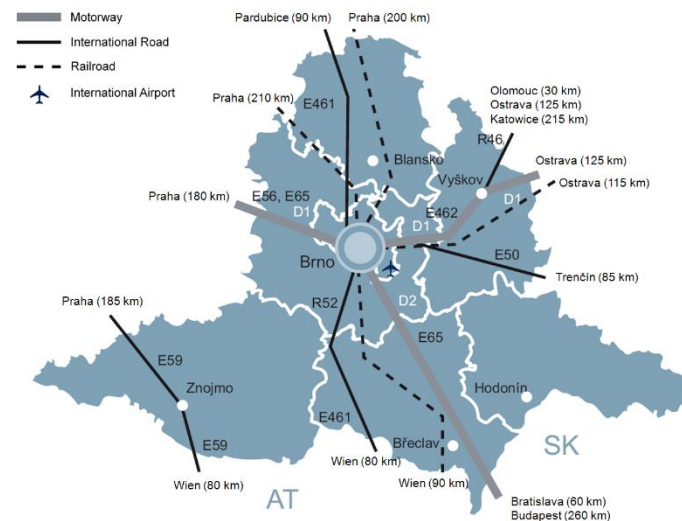 Motorway
International Road
Railroad
International Airport
Pardubice (90 km)
Praha (200 km)
Praha (210 km)
E461
Blansko
Olomouc (30 km)
Ostrava (125 km)
Katowice (215 km)
R46
Vyškov
Ostrava (125 km)
Ostrava (115 km)
D1
Praha (180 km)
E56, E65
D1
E462
D1
Brno
E50
Trenčín (85 km)
R52
D2
E65
Praha (185 km)
E59
Znojmo
E59
Wien (80 km)
E461
Wien (80 km)
Břeclav
Wien (90 km)
Hodonín
AT
SK
Bratislava (60 km)
Budapest (260 km)